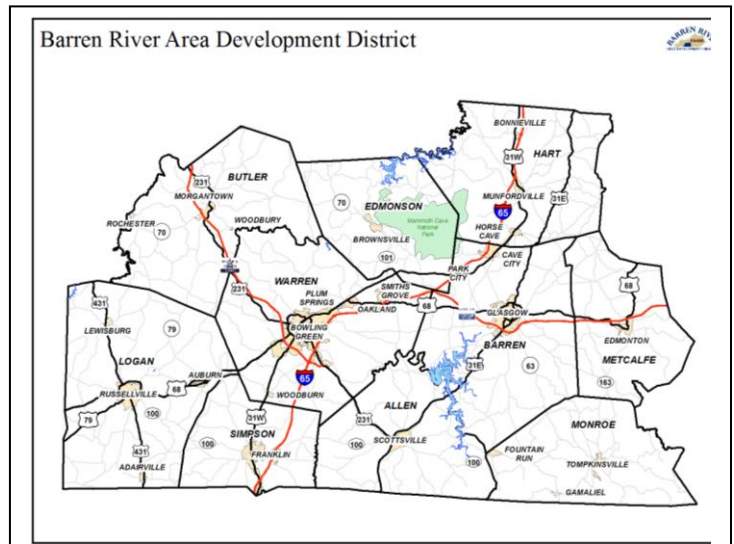 Barren River Area Development District
BARREN RIVER
BONNIEVILLE
31W
HART
BUTLER
231
MORGANTOWN
EDMONSON
MUNFORDVILLE
31E
70
65
ROCHESTER
70
WOODBURY
Mammoth Cave
National
Park
HORSE
CAVE
BROWNSVILLE
CAVE
CITY
101
PARK
CITY
WARREN
SMITHS
GROVE
68
231
PLUM
SPRINGS
68
431
OAKLAND
GLASGOW
LEWISBURG
79
BOWLING
GREEN
BARREN
EDMONTON
LOGAN
31E
METCALFE
AUBURN
65
63
68
163
RUSSELLVILLE
WOODBURN
ALLEN
100
31W
MONROE
79
231
SIMPSON
SCOTTSVILLE
431
100
FRANKLIN
100
FOUNTAIN
RUN
ADAIRVILLE
100
TOMPKINSVILLE
GAMALIEL